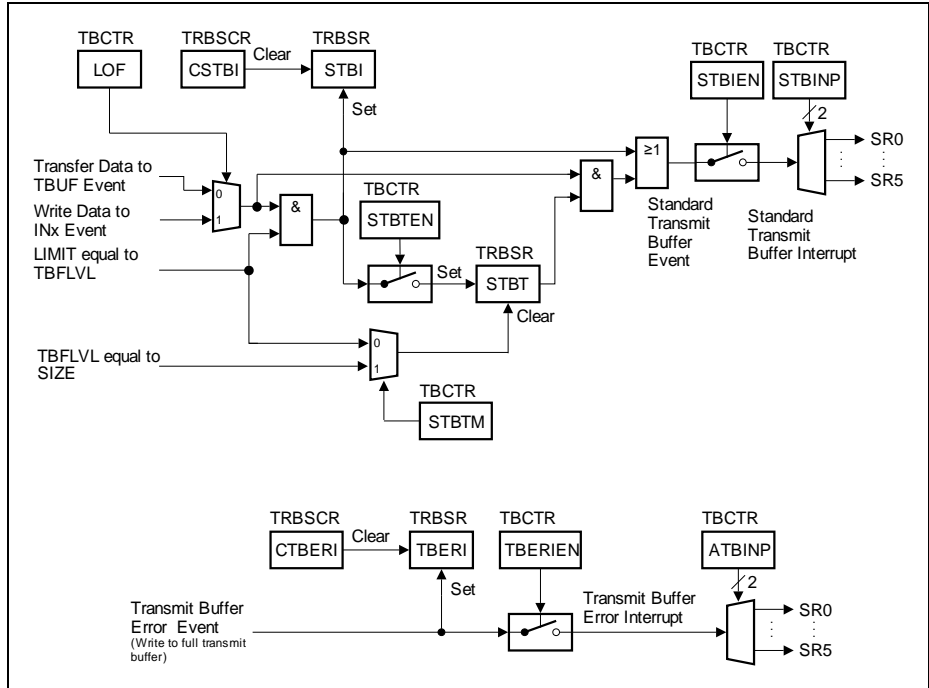 TBCTR
LOF
TRBSCR
CSTBI
Clear
TRBSR
STBI
Set
TBCTR
STBIEN
TBCTR
STBINP
2
SR0
SR5
≥1
&
Transfer Data to
TBUF Event
0
Write Data to
INx Event
1
&
LIMIT equal to
TBFLVL
TBCTR
STBTEN
Set
TRBSR
STBT
Clear
Standard
Transmit
Buffer
Event
Standard
Transmit
Buffer Interrupt
TBFLVL equal to
SIZE
0
1
TBCTR
STBTM
TRBSCR
CTBERI
Clear
TRBSR
TBERI
Set
TBCTR
TBERIEN
TBCTR
ATBINP
2
SR0
SR5
Transmit Buffer
Error Event
(Write to full transmit
buffer)
Transmit Buffer
Error Interrupt